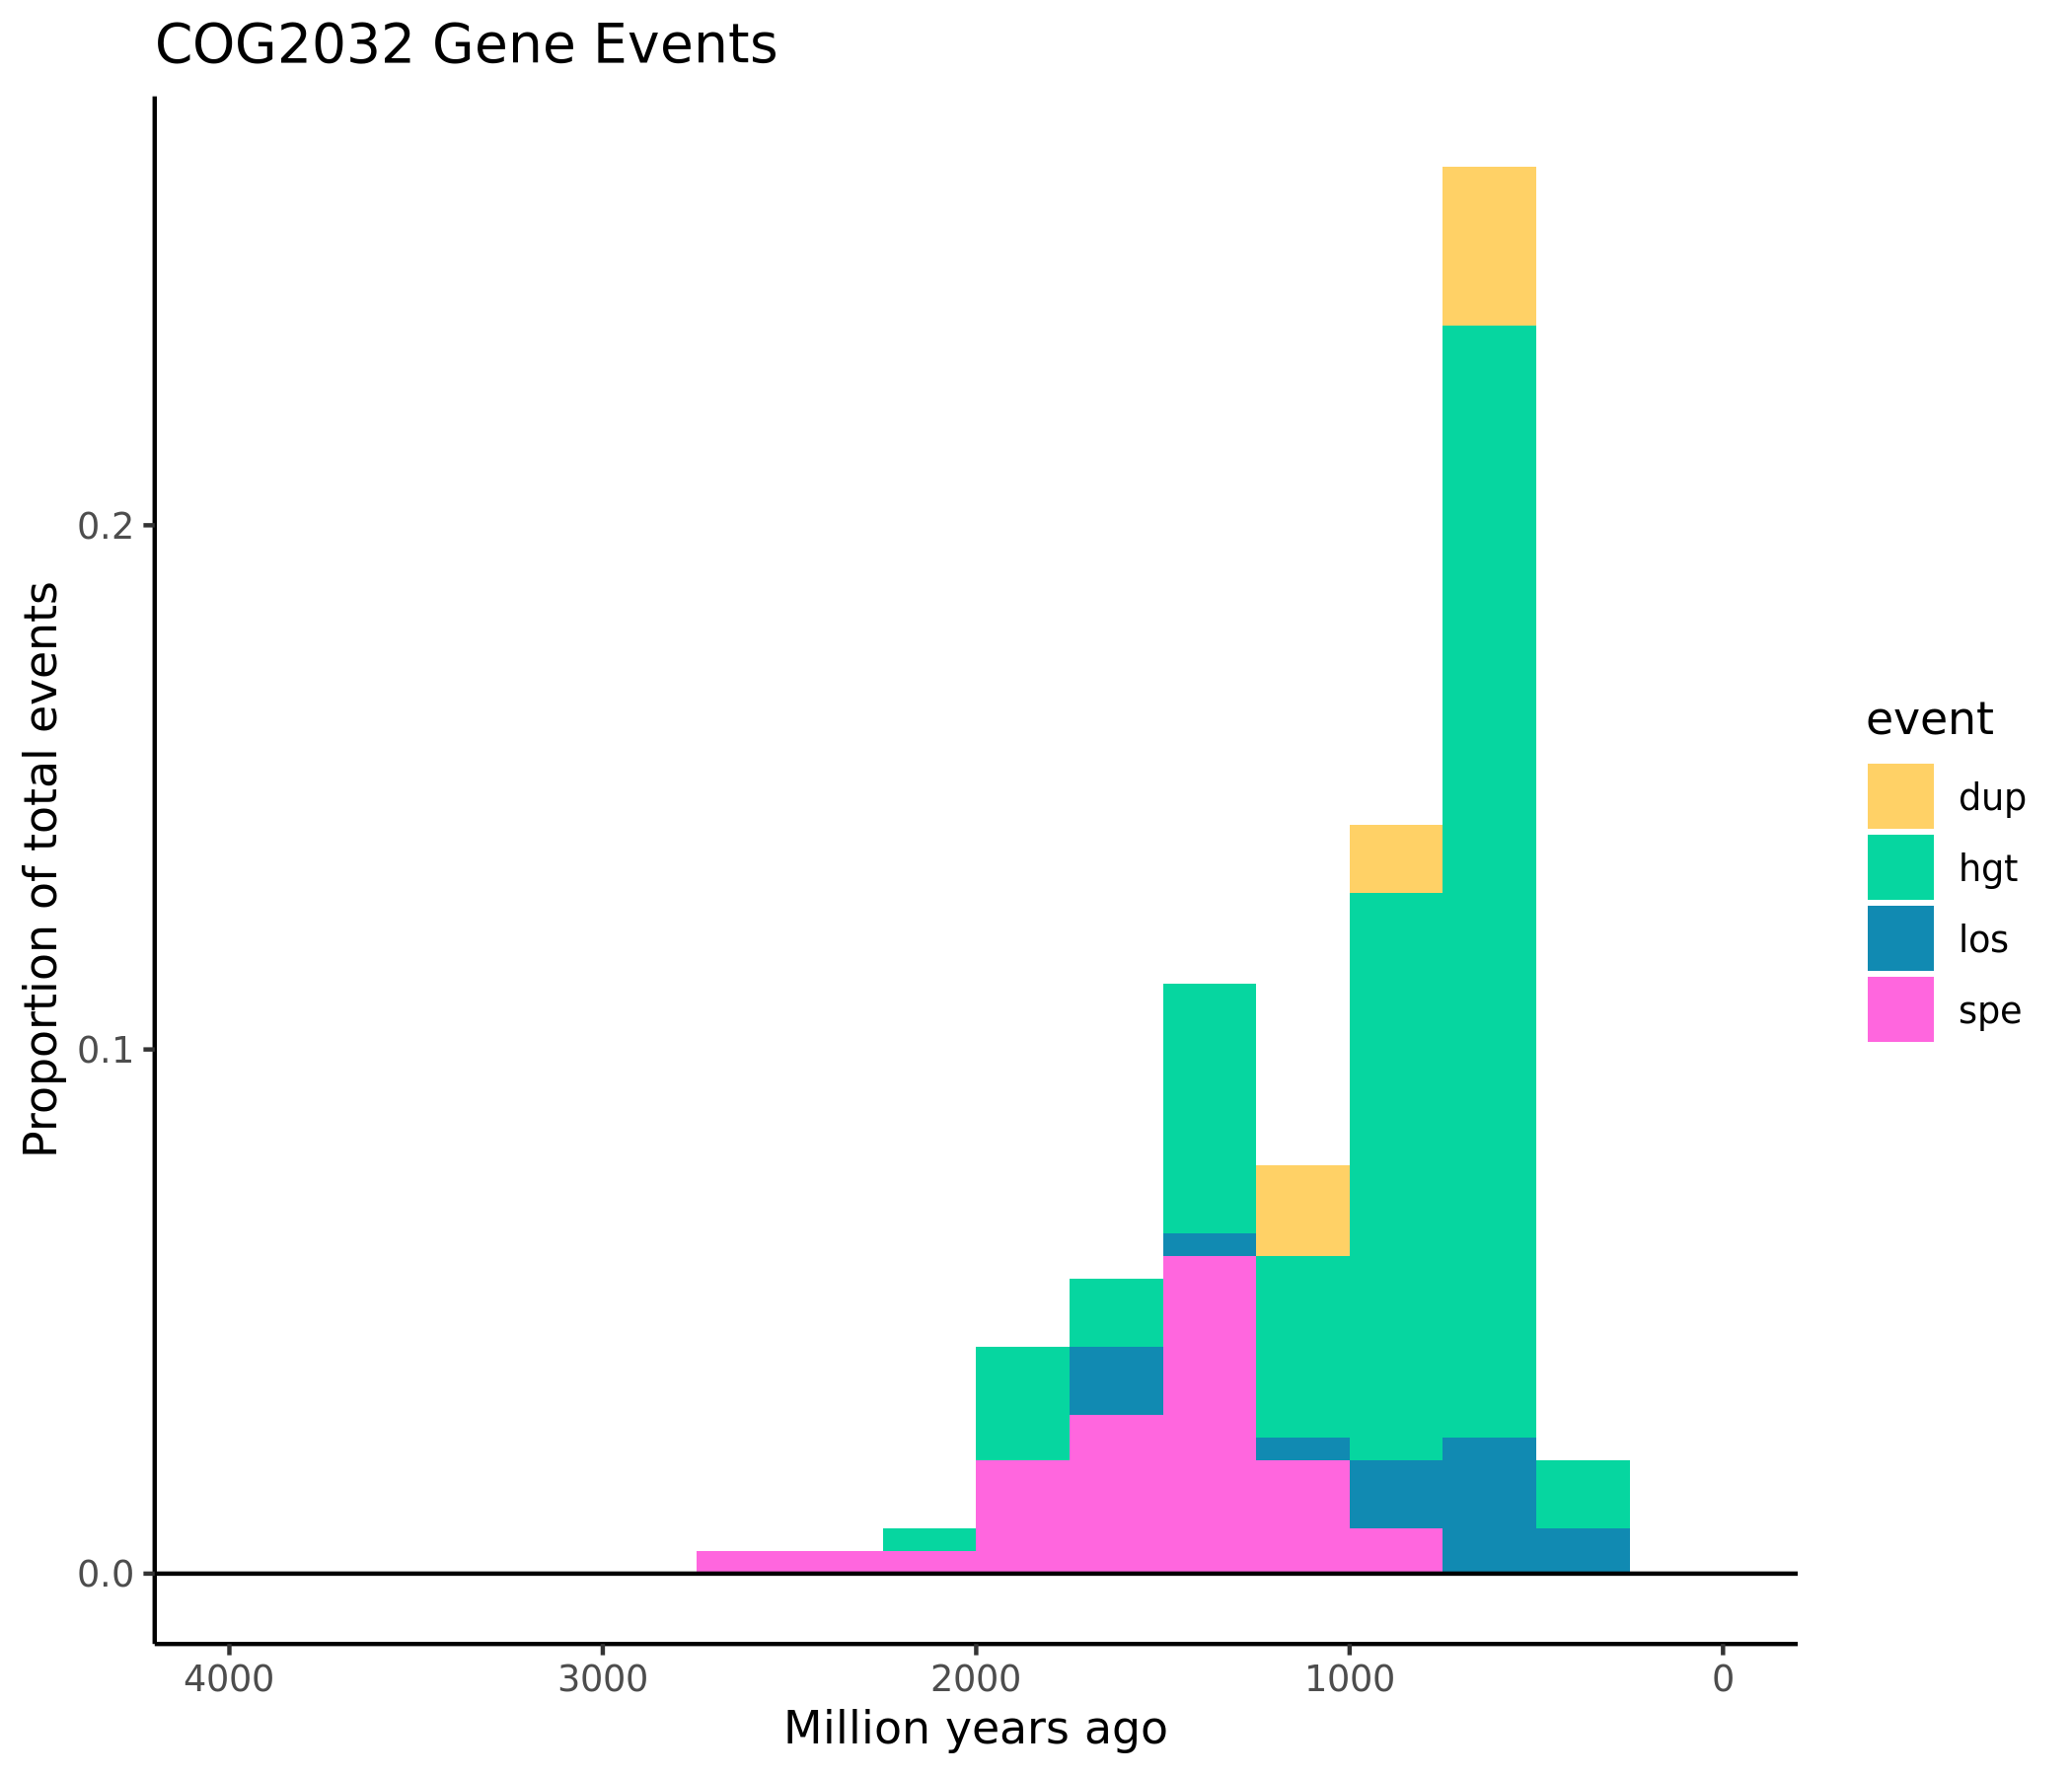 COG2032 Gene Events
Proportion of total events
0.2
0.1
0.0
4000 3000 2000 1000 0
Million years ago
event
dup
hgt
los
spe